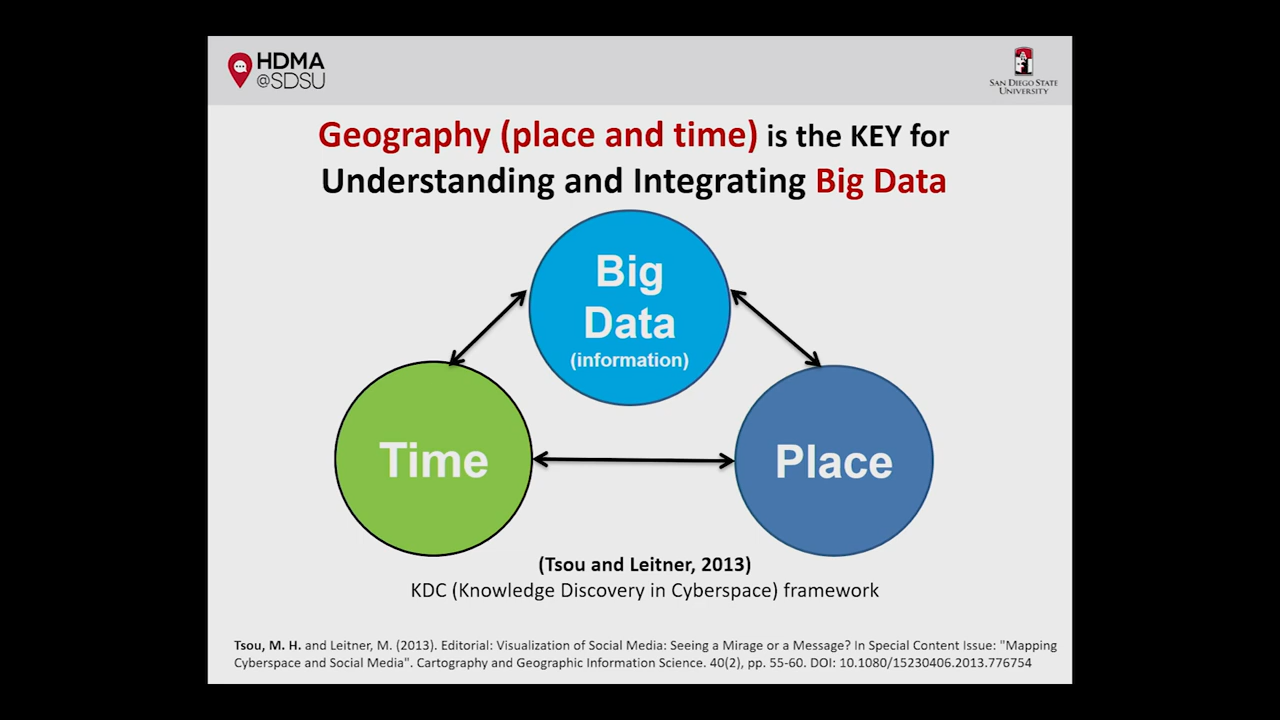 HDMA
@SDSU
SAN DIEGO STATE
UNIVERSITY
Geography (place and time) is the KEY for
Understanding and Integrating Big Data
Big
Data
(information)
Time
Place
(Tsou and Leitner, 2013)
KDC (Knowledge Discovery in Cyberspace) framework
Tsou, M. H. and Leitner, M. (2013). Editorial: Visualization of Social Media: Seeing a Mirage or a Message? In Special Content Issue: "Mapping
Cyberspace and Social Media". Cartography and Geographic Information Science. 40(2), pp. 55-60. DOI: 10.1080/15230406.2013.776754